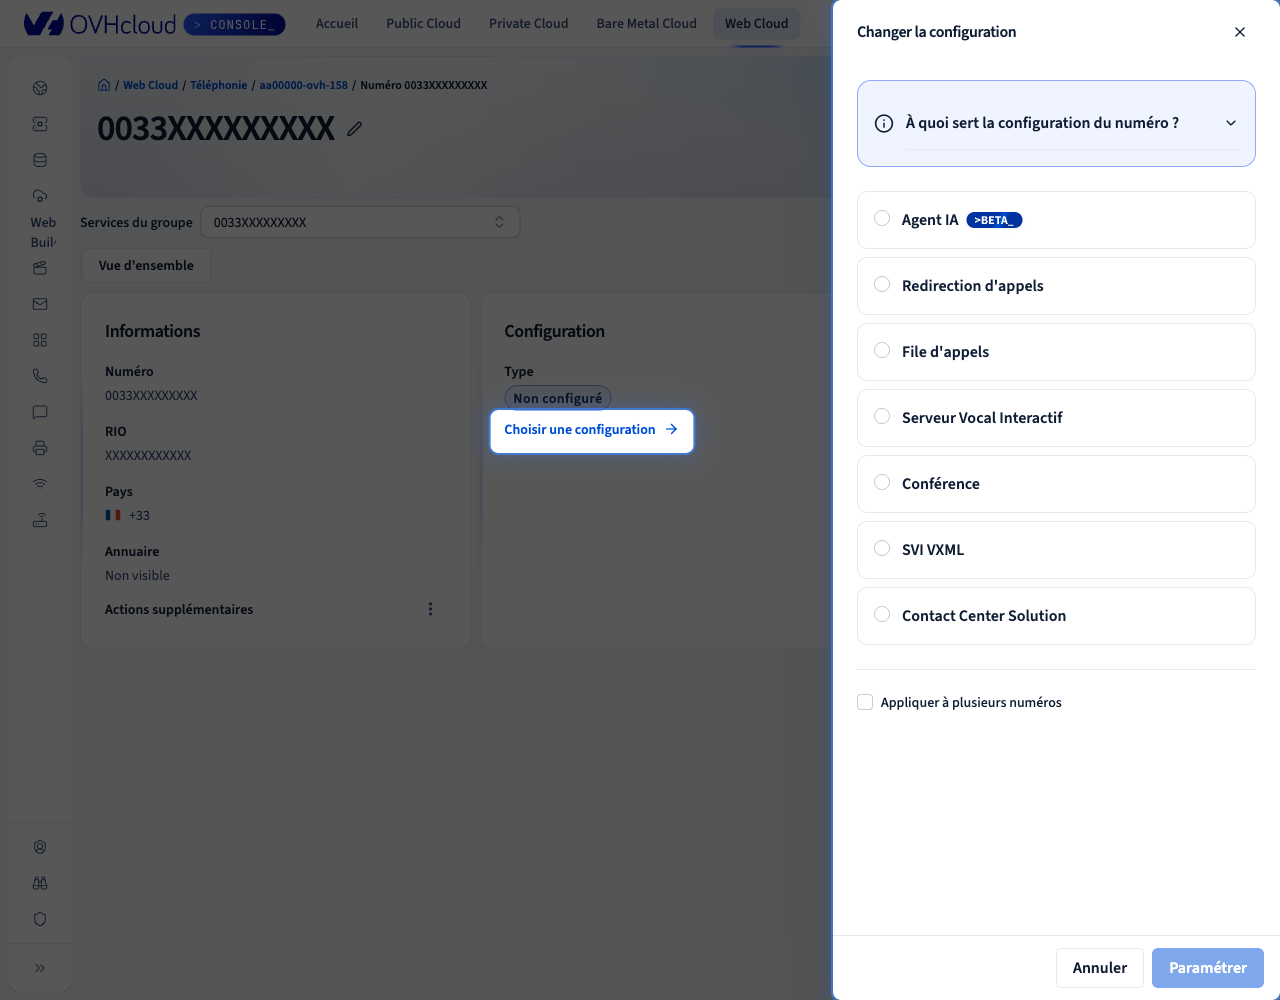 OVHcloud > CONSOLE_
Accueil Public Cloud Private Cloud Bare Metal Cloud Web Cloud
/ Web Cloud / Téléphonie / aa00000-ovh-158 / Numéro 0033XXXXXXXXX
0033XXXXXXXXX
Web
Buil
Services du groupe 0033XXXXXXXXX
Vue d'ensemble
Informations
Numéro
0033XXXXXXXXX
RIO
XXXXXXXXXXXX
Pays
+33
Annuaire
Non visible
Actions supplémentaires
Configuration
Type
Non configuré
Choisir une configuration
Changer la configuration
À quoi sert la configuration du numéro ?
Agent IA >BETA_
Redirection d'appels
File d'appels
Serveur Vocal Interactif
Conférence
SVI VXML
Contact Center Solution
Appliquer à plusieurs numéros
Annuler Paramétrer